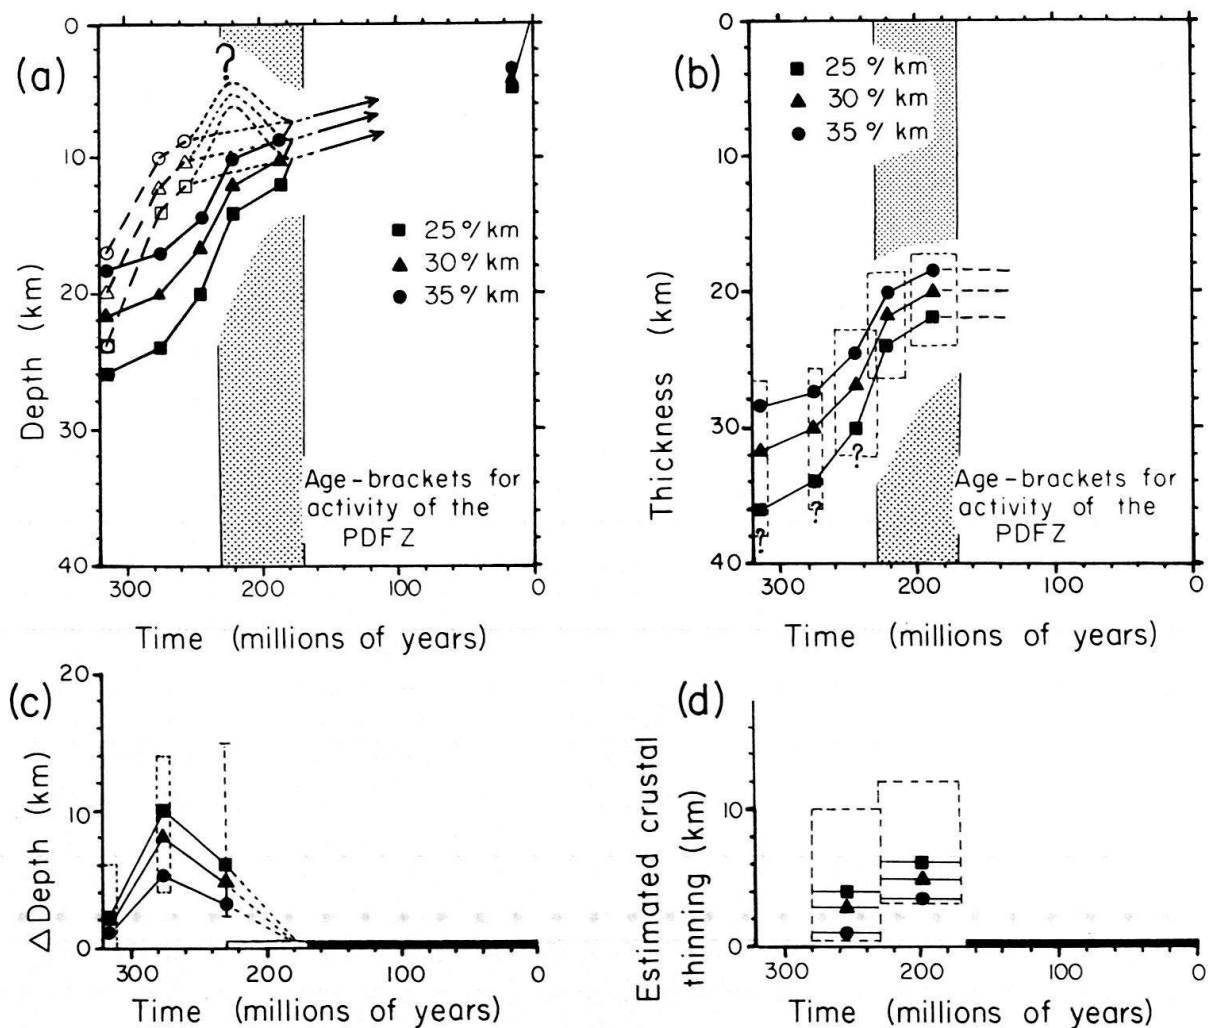 (a)
0
10
20
30
40
Depth (km)
?
25°/km
30°/km
35°/km
Age-brackets for
activity of the
PDFZ
300
200
100
0
Time (millions of years)
(b)
0
10
20
30
40
Thickness (km)
25°/km
30°/km
35°/km
?
?
?
Age-brackets for
activity of the
PDFZ
300
200
100
0
Time (millions of years)
(c)
20
10
0
Δ Depth (km)
300
200
100
0
Time (millions of years)
(d)
10
0
Estimated crustal
thinning (km)
300
200
100
0
Time (millions of years)